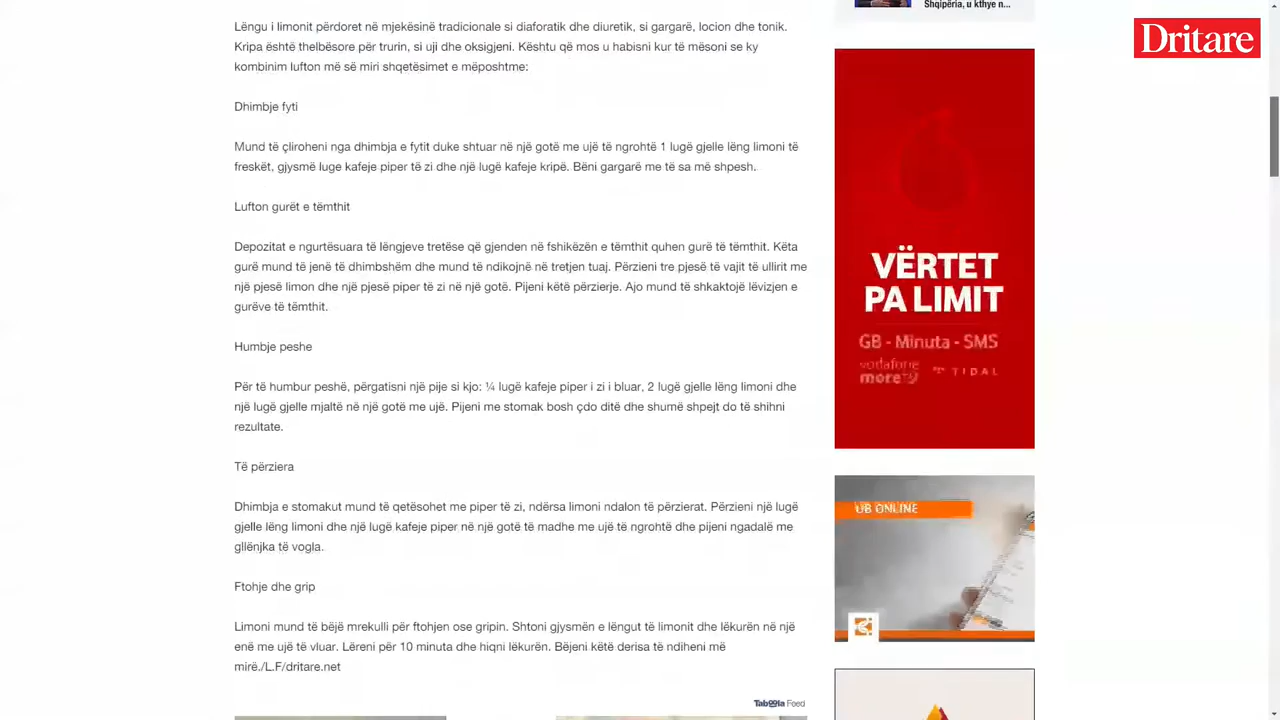 Shqipëria, u kthye n...
Dritare
Lëngu i limonit përdoret në mjekësinë tradicionale si diaforatik dhe diuretik, si gargarë, locion dhe tonik.
Kripa është thelbësore për trurin, si uji dhe oksigjeni. Kështu që mos u habisni kur të mësoni se ky
kombinim lufton më së miri shqetësimet e mëposhtme:
Dhimbje fyti
Mund të çliroheni nga dhimbja e fytit duke shtuar në një gotë me ujë të ngrohtë 1 lugë gjelle lëng limoni të
freskët, gjysmë luge kafeje piper të zi dhe një lugë kafeje kripë. Bëni gargarë me të sa më shpesh.
Lufton gurët e tëmthit
Depozitat e ngurtësuara të lëngjeve tretëse që gjenden në fshikëzën e tëmthit quhen gurë të tëmthit. Këta
gurë mund të jenë të dhimbshëm dhe mund të ndikojnë në tretjen tuaj. Përzieni tre pjesë të vajit të ullirit me
një pjesë limon dhe një pjesë piper të zi në një gotë. Pijeni këtë përzierje. Ajo mund të shkaktojë lëvizjen e
gurëve të tëmthit.
Humbje peshe
Për të humbur peshë, përgatisni një pije si kjo: ¼ lugë kafeje piper i zi i bluar, 2 lugë gjelle lëng limoni dhe
një lugë gjelle mjaltë në një gotë me ujë. Pijeni me stomak bosh çdo ditë dhe shumë shpejt do të shihni
rezultate.
Të përziera
Dhimbja e stomakut mund të qetësohet me piper të zi, ndërsa limoni ndalon të përzierat. Përzieni një lugë
gjelle lëng limoni dhe një lugë kafeje piper në një gotë të madhe me ujë të ngrohtë dhe pijeni ngadalë me
gllënjka të vogla.
Ftohje dhe grip
Limoni mund të bëjë mrekulli për ftohjen ose gripin. Shtoni gjysmën e lëngut të limonit dhe lëkurën në një
enë me ujë të vluar. Lëreni për 10 minuta dhe hiqni lëkurën. Bëjeni këtë derisa të ndiheni më
mirë./L.F/dritare.net
Taboola Feed
VËRTET
PA LIMIT
GB - Minuta - SMS
vodafone
more19
TIDAL
UB ONLINE